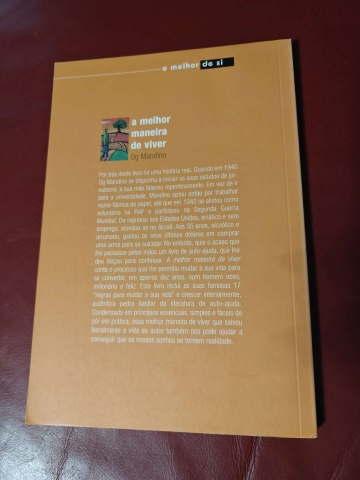 o melhor de si
a melhor
maneira
de viver
Og Mandino
Por trás deste livro há uma história real. Quando em 1940
Og Mandino se dispunha a iniciar os seus estudos de jor-
nalismo, a sua mãe faleceu repentinamente. Em vez de ir
para a universidade, Mandino optou então por trabalhar
numa fábrica de papel, até que em 1942 se alistou como
voluntário na RAF e participou na Segunda Guerra
Mundial. De regresso aos Estados Unidos, errático e sem
emprego, afundou-se no álcool. Aos 35 anos, alcoólico e
arruinado, gastou os seus últimos dólares em comprar
uma arma para se suicidar. No entanto, quis o acaso que
lhe passasse pelas mãos um livro de auto-ajuda, que lhe
deu forças para continuar. A melhor maneira de viver
conta o processo que lhe permitiu mudar a sua vida para
se converter, em apenas dez anos, num homem novo,
milionário e feliz. Este livro inclui as suas famosas 17
"regras para mudar a sua vida" e crescer interiormente,
autêntica pedra basilar da literatura de auto-ajuda.
Condensada em princípios essenciais, simples e fáceis de
pôr em prática, essa melhor maneira de viver que salvou
literalmente a vida ao autor também nos pode ajudar a
conseguir que os nossos sonhos se tornem realidade.